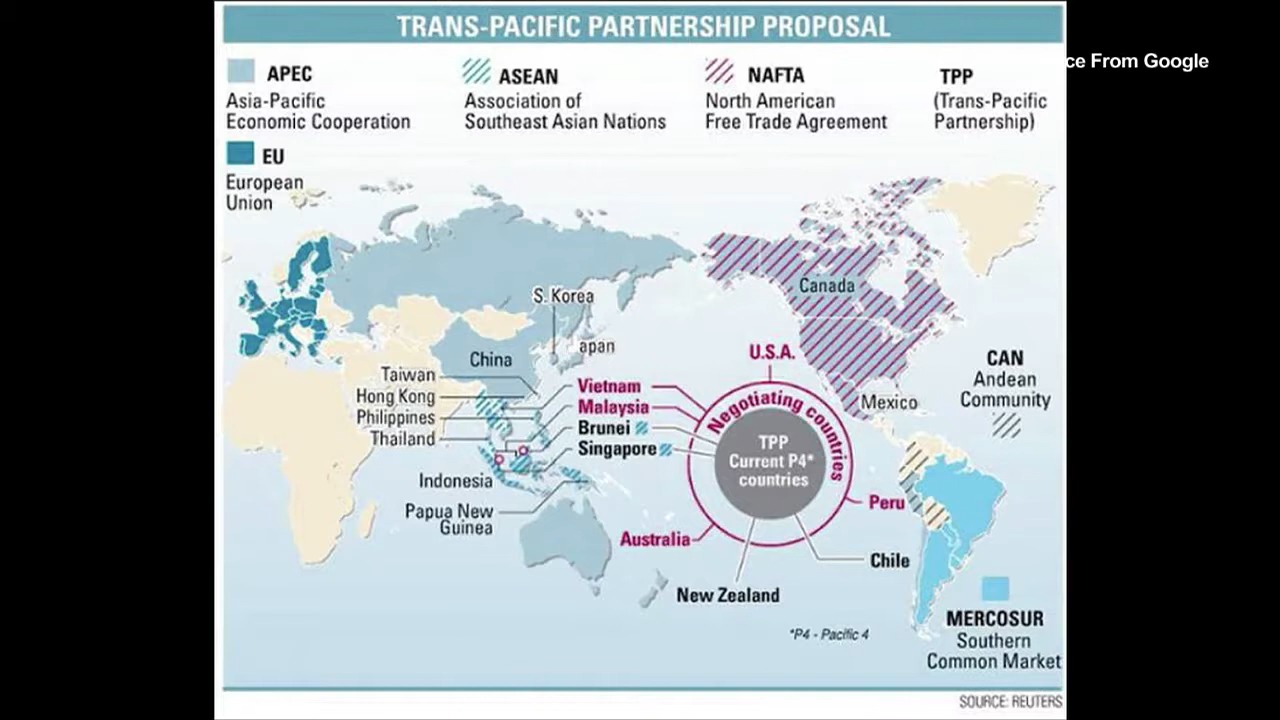 TRANS-PACIFIC PARTNERSHIP PROPOSAL
ce From Google
APEC
Asia-Pacific
Economic Cooperation
ASEAN
Association of
Southeast Asian Nations
NAFTA
North American
Free Trade Agreement
TPP
(Trans-Pacific
Partnership)
EU
European
Union
Canada
S. Korea
apan
China
U.S.A.
CAN
Andean
Community
Taiwan
Hong Kong
Philippines
Thailand
Vietnam
Malaysia
Brunei
Singapore
Mexico
Negotiating countries
TPP
Current P4*
countries
Indonesia
Papua New
Guinea
Peru
Australia
Chile
New Zealand
*P4 - Pacific 4
MERCOSUR
Southern
Common Market
SOURCE: REUTERS